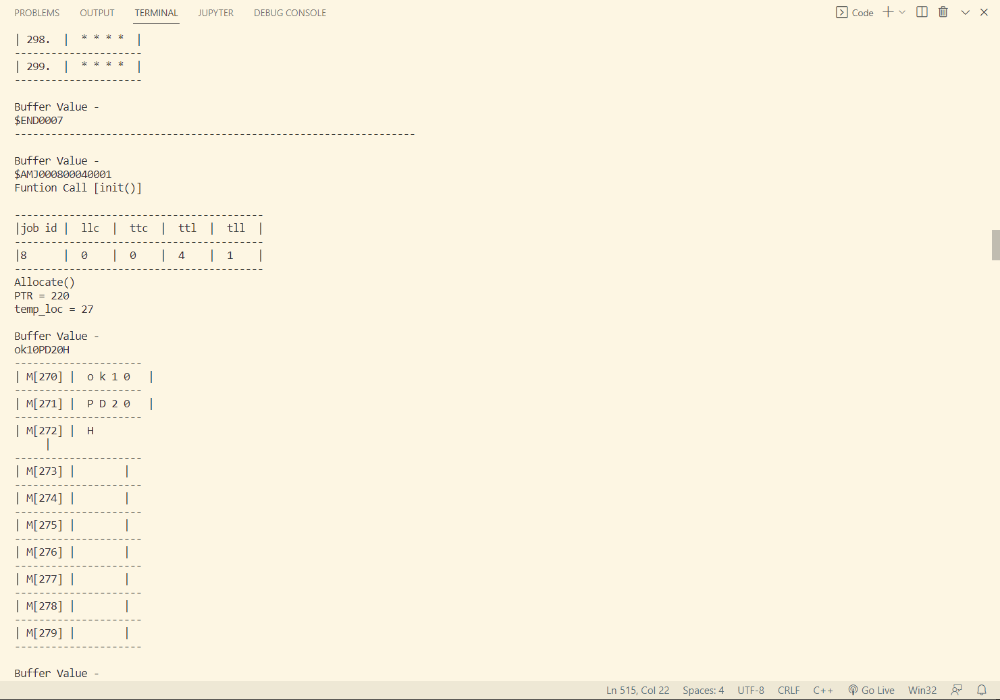 PROBLEMS OUTPUT TERMINAL JUPYTER DEBUG CONSOLE Code
| 298. | * * * * |
---------------------
| 299. | * * * * |
---------------------
Buffer Value -
$END0007
------------------------------------------------------------------
Buffer Value -
$AMJ000800040001
Funtion Call [init()]
-----------------------------------------
|job id | llc | ttc | ttl | tll |
-----------------------------------------
|8 | 0 | 0 | 4 | 1 |
-----------------------------------------
Allocate()
PTR = 220
temp_loc = 27
Buffer Value -
ok10PD20H
---------------------
| M[270] | o k 1 0 |
---------------------
| M[271] | P D 2 0 |
---------------------
| M[272] | H
|
---------------------
| M[273] | |
---------------------
| M[274] | |
---------------------
| M[275] | |
---------------------
| M[276] | |
---------------------
| M[277] | |
---------------------
| M[278] | |
---------------------
| M[279] | |
---------------------
Buffer Value -
Ln 515, Col 22 Spaces: 4 UTF-8 CRLF C++ Go Live Win32